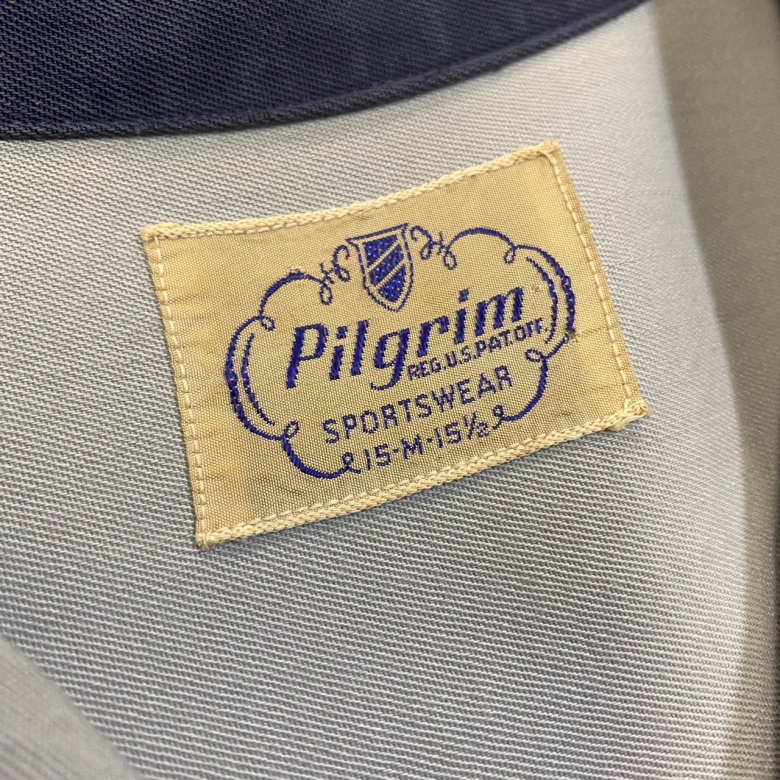 Pilgrim
REG.U.S.PAT.OFF.
SPORTSWEAR
15-M-15½